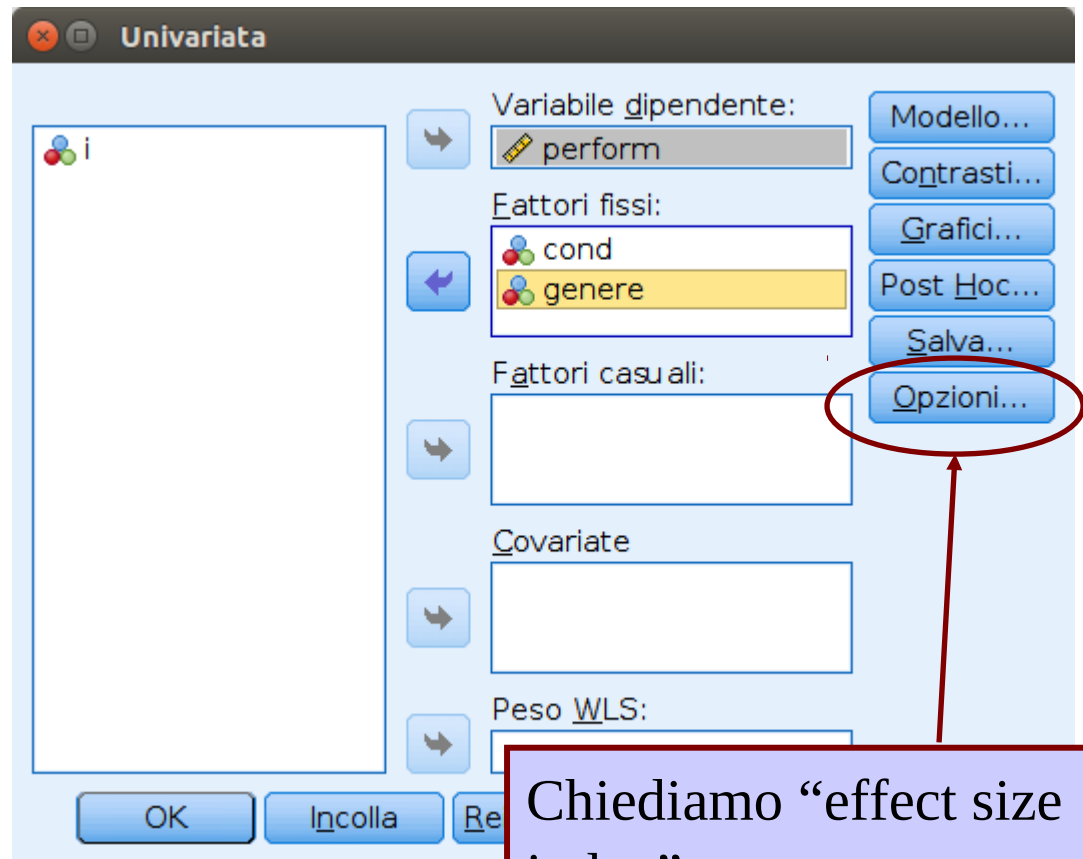 Univariata
i
Variabile dipendente:
perform
Fattori fissi:
cond
genere
Fattori casuali:
Covariate
Peso WLS:
Modello...
Contrasti...
Grafici...
Post Hoc...
Salva...
Opzioni...
OK
Incolla
Chiediamo “effect size